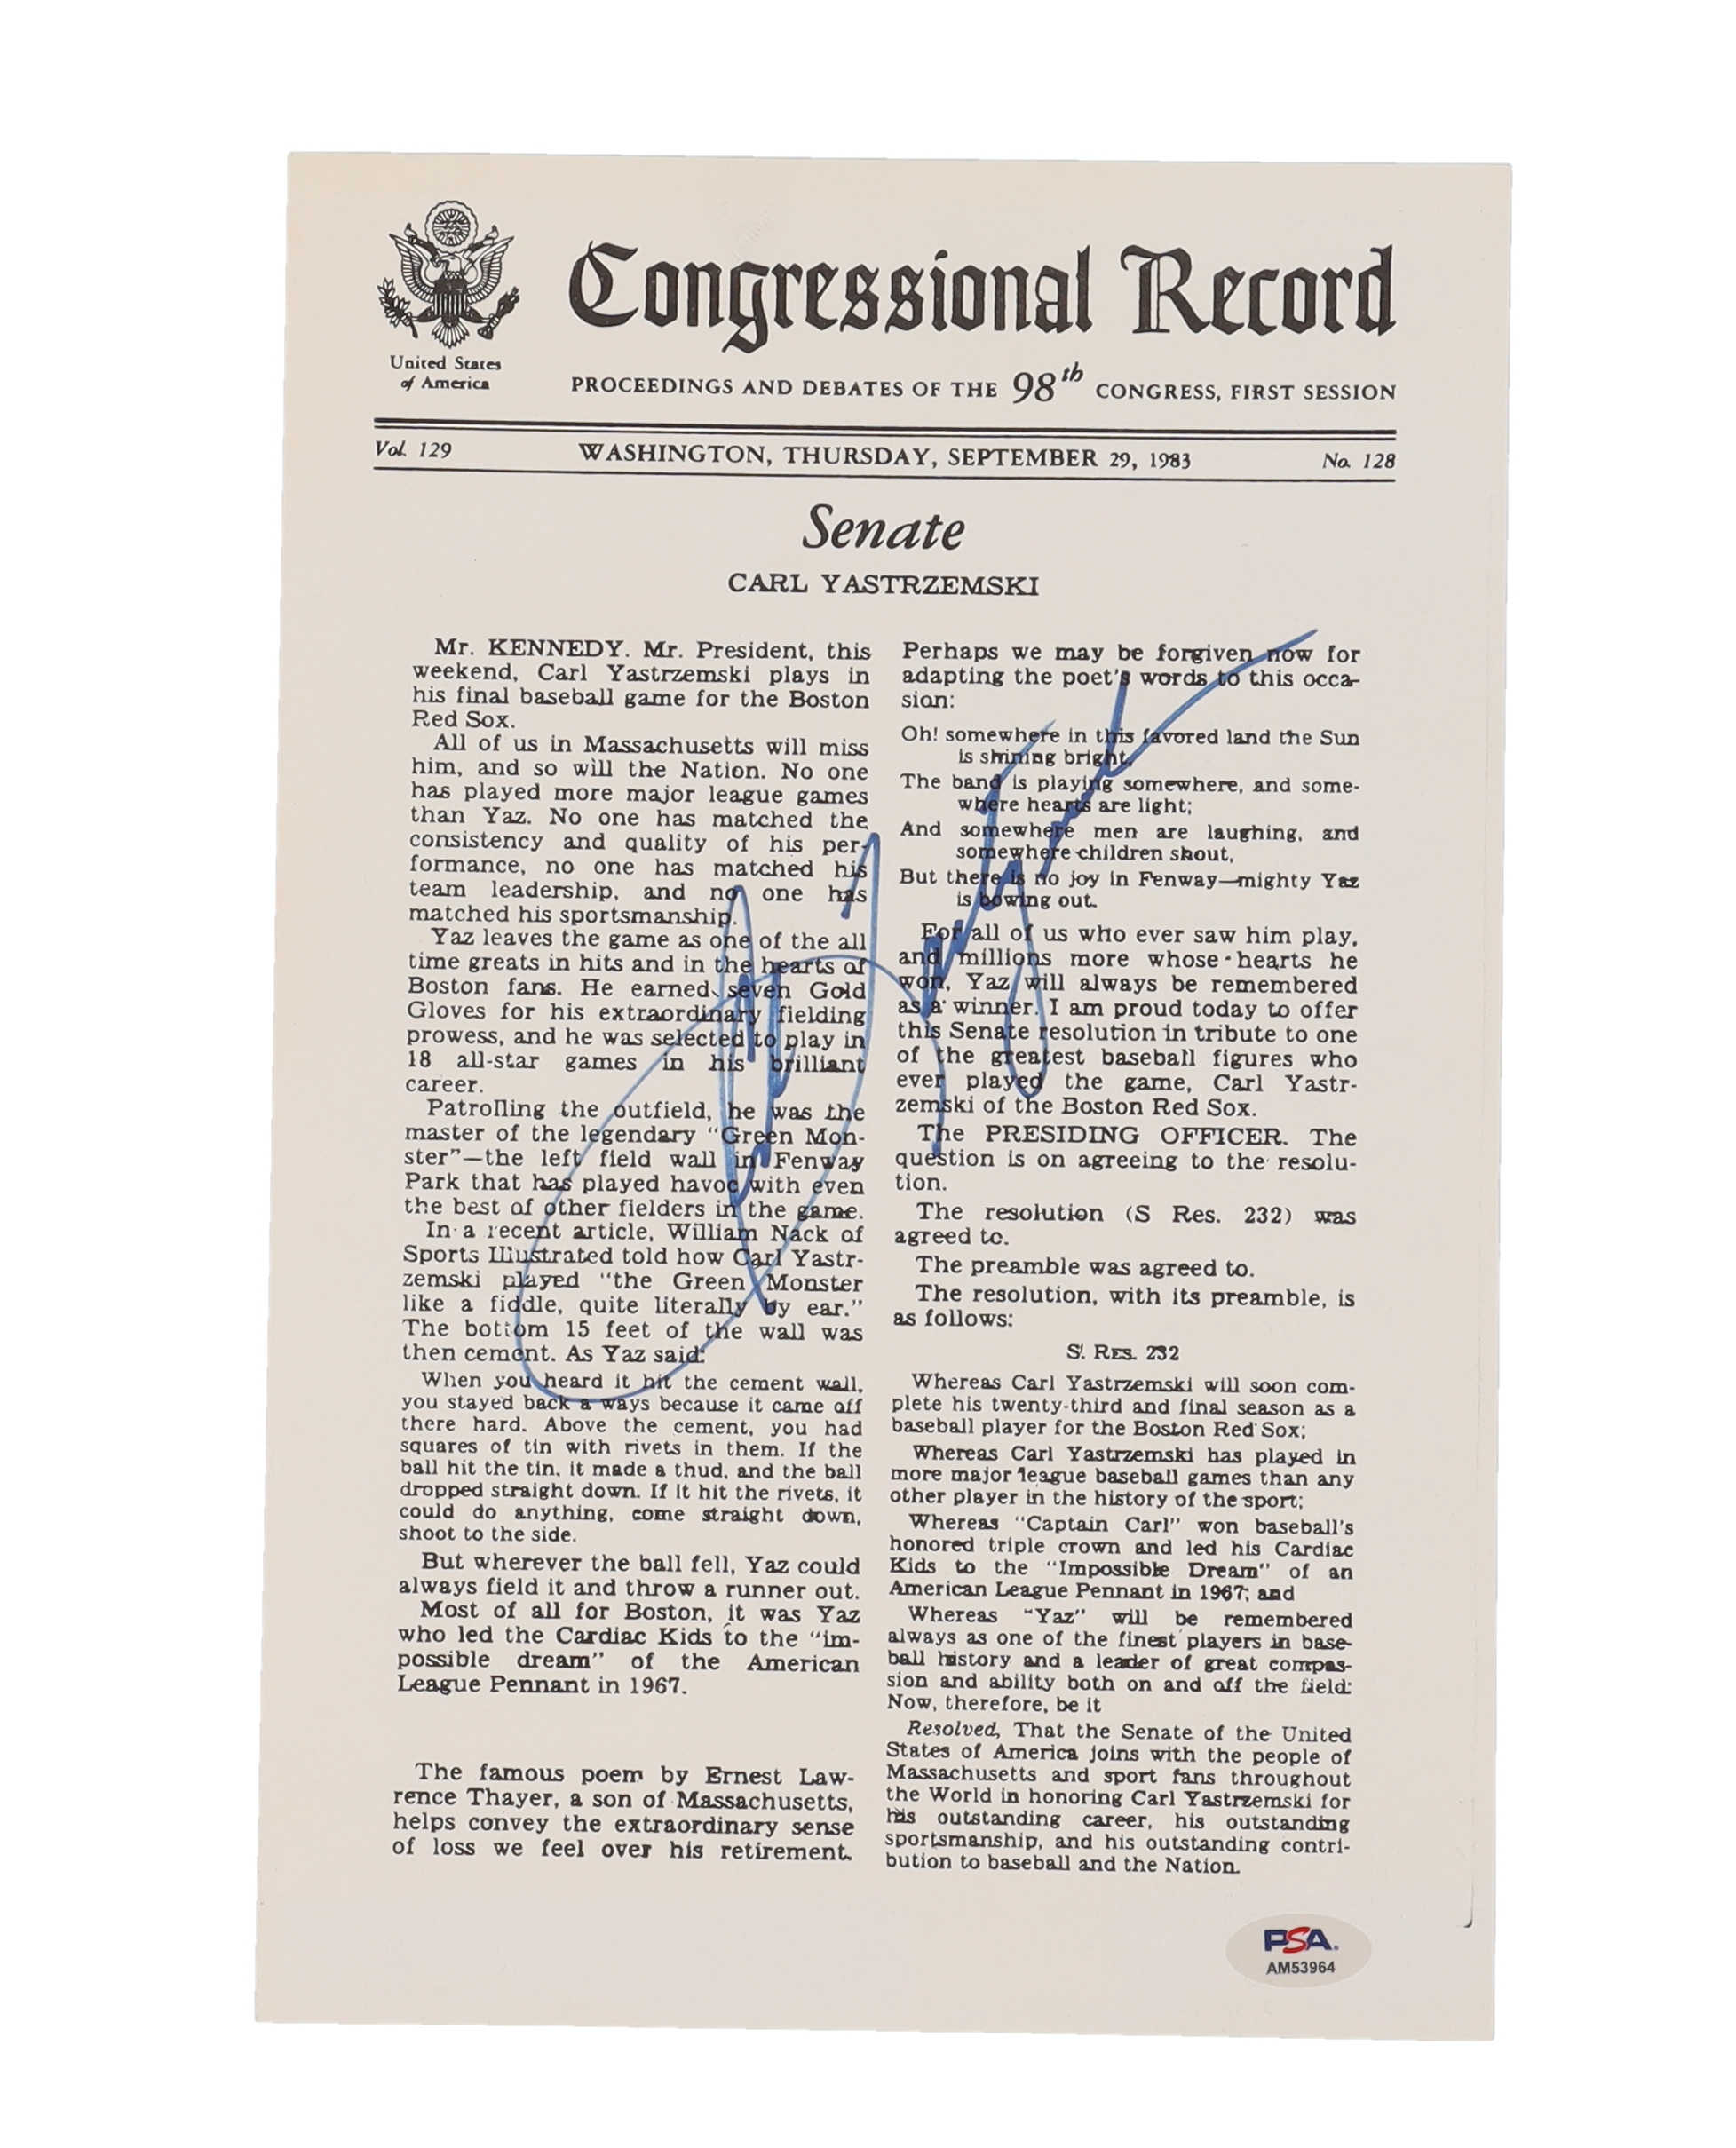 Congressional Record
United States
of America
PROCEEDINGS AND DEBATES OF THE 98th CONGRESS, FIRST SESSION
Vol. 129
WASHINGTON, THURSDAY, SEPTEMBER 29, 1983
No. 128
Senate
CARL YASTRZEMSKI
Mr. KENNEDY. Mr. President, this
weekend, Carl Yastrzemski plays in
his final baseball game for the Boston
Red Sox.
All of us in Massachusetts will miss
him, and so will the Nation. No one
has played more major league games
than Yaz. No one has matched the
consistency and quality of his per-
formance, no one has matched his
team leadership, and no one has
matched his sportsmanship.
Yaz leaves the game as one of the all
time greats in hits and in the hearts of
Boston fans. He earned seven Gold
Gloves for his extraordinary fielding
prowess, and he was selected to play in
18 all-star games in his brilliant
career.
Patrolling the outfield, he was the
master of the legendary "Green Mon-
ster"—the left field wall in Fenway
Park that has played havoc with even
the best of other fielders in the game.
In a recent article, William Nack of
Sports Illustrated told how Carl Yastr-
zemski played "the Green Monster
like a fiddle, quite literally by ear."
The bottom 15 feet of the wall was
then cement. As Yaz said:
When you heard it hit the cement wall,
you stayed back a ways because it came off
there hard. Above the cement, you had
squares of tin with rivets in them. If the
ball hit the tin, it made a thud, and the ball
dropped straight down. If it hit the rivets, it
could do anything, come straight down,
shoot to the side.
But wherever the ball fell, Yaz could
always field it and throw a runner out.
Most of all for Boston, it was Yaz
who led the Cardiac Kids to the "im-
possible dream" of the American
League Pennant in 1967.
The famous poem by Ernest Law-
rence Thayer, a son of Massachusetts,
helps convey the extraordinary sense
of loss we feel over his retirement.
Perhaps we may be forgiven now for
adapting the poet's words to this occa-
sion:
Oh! somewhere in this favored land the Sun
is shining bright,
The band is playing somewhere, and some-
where hearts are light;
And somewhere men are laughing, and
somewhere children shout,
But there is no joy in Fenway—mighty Yaz
is bowing out.
For all of us who ever saw him play,
and millions more whose hearts he
won, Yaz will always be remembered
as a winner. I am proud today to offer
this Senate resolution in tribute to one
of the greatest baseball figures who
ever played the game, Carl Yastr-
zemski of the Boston Red Sox.
The PRESIDING OFFICER. The
question is on agreeing to the resolu-
tion.
The resolution (S Res. 232) was
agreed to.
The preamble was agreed to.
The resolution, with its preamble, is
as follows:
S. RES. 232
Whereas Carl Yastrzemski will soon com-
plete his twenty-third and final season as a
baseball player for the Boston Red Sox;
Whereas Carl Yastrzemski has played in
more major league baseball games than any
other player in the history of the sport;
Whereas "Captain Carl" won baseball's
honored triple crown and led his Cardiac
Kids to the "Impossible Dream" of an
American League Pennant in 1967; and
Whereas "Yaz" will be remembered
always as one of the finest players in base-
ball history and a leader of great compas-
sion and ability both on and off the field:
Now, therefore, be it
Resolved, That the Senate of the United
States of America joins with the people of
Massachusetts and sport fans throughout
the World in honoring Carl Yastrzemski for
his outstanding career, his outstanding
sportsmanship, and his outstanding contri-
bution to baseball and the Nation.
PSA
AM53964